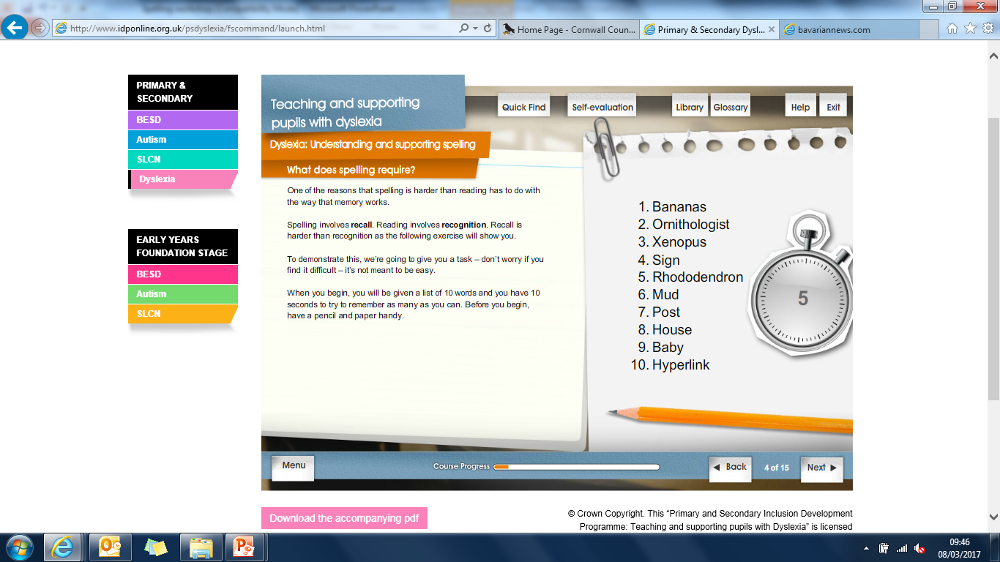 http://www.idponline.org.uk/psdyslexia/fscommand/launch.html
Home Page - Cornwall Coun...
Primary & Secondary Dysl...
bavariannews.com
PRIMARY &
SECONDARY
BESD
Autism
SLCN
Dyslexia
EARLY YEARS
FOUNDATION STAGE
BESD
Autism
SLCN
Teaching and supporting
pupils with dyslexia
Quick Find
Self-evaluation
Library
Glossary
Help
Exit
Dyslexia: Understanding and supporting spelling
What does spelling require?
One of the reasons that spelling is harder than reading has to do with
the way that memory works.
Spelling involves recall. Reading involves recognition. Recall is
harder than recognition as the following exercise will show you.
To demonstrate this, we're going to give you a task – don't worry if you
find it difficult – it's not meant to be easy.
When you begin, you will be given a list of 10 words and you have 10
seconds to try to remember as many as you can. Before you begin,
have a pencil and paper handy.
1. Bananas
2. Ornithologist
3. Xenopus
4. Sign
5. Rhododendron
6. Mud
7. Post
8. House
9. Baby
10. Hyperlink
5
Menu
Course Progress
Back
4 of 15
Next
Download the accompanying pdf
© Crown Copyright. This “Primary and Secondary Inclusion Development
Programme: Teaching and supporting pupils with Dyslexia” is licensed
09:46
08/03/2017